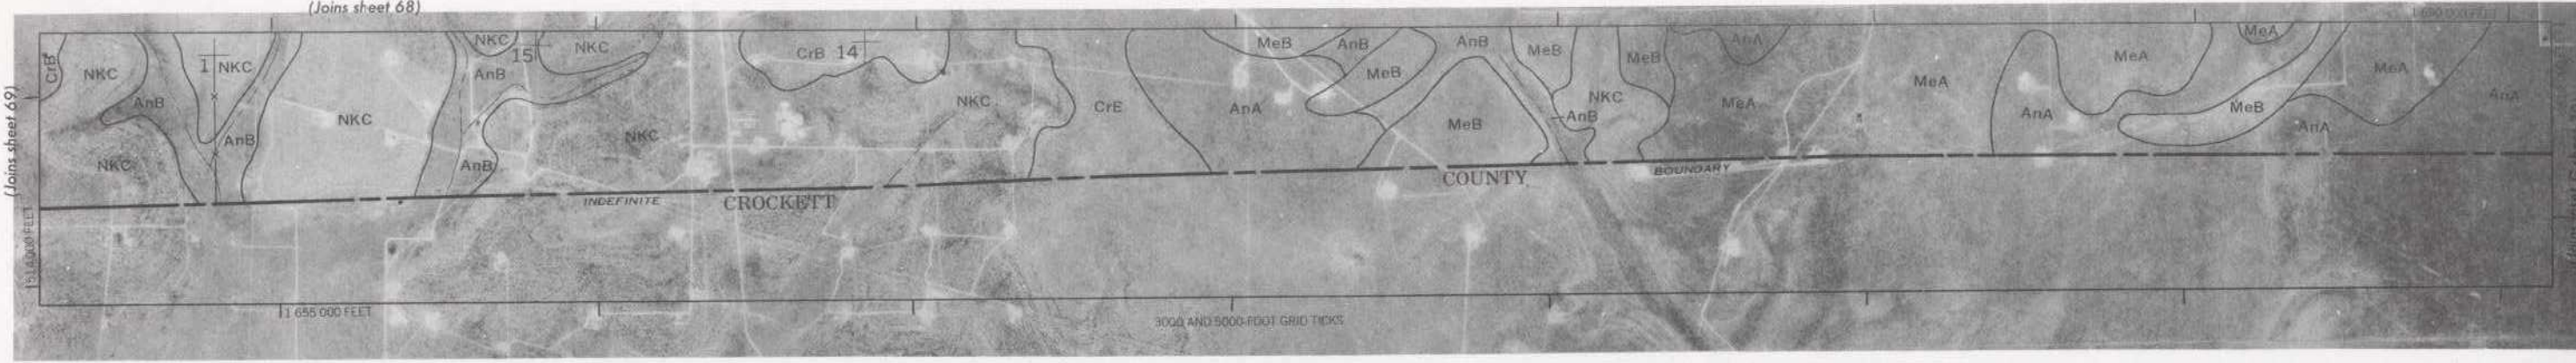 (Joins sheet 68)
(Joins sheet 69)
CrB
NKC
AnB
NKC
1
NKC
AnB
NKC
NKC
15
NKC
AnB
AnB
NKC
CrB 14
NKC
CrE
AnA
MeB
AnB
MeB
AnB
MeB
MeB
NKC
AnB
MeB
AnA
MeA
MeA
AnA
MeA
MeA
MeB
MeA
AnA
AnA
INDEFINITE
CROCKETT
COUNTY
BOUNDARY
1 655 000 FEET
3000 AND 5000-FOOT GRID TICKS